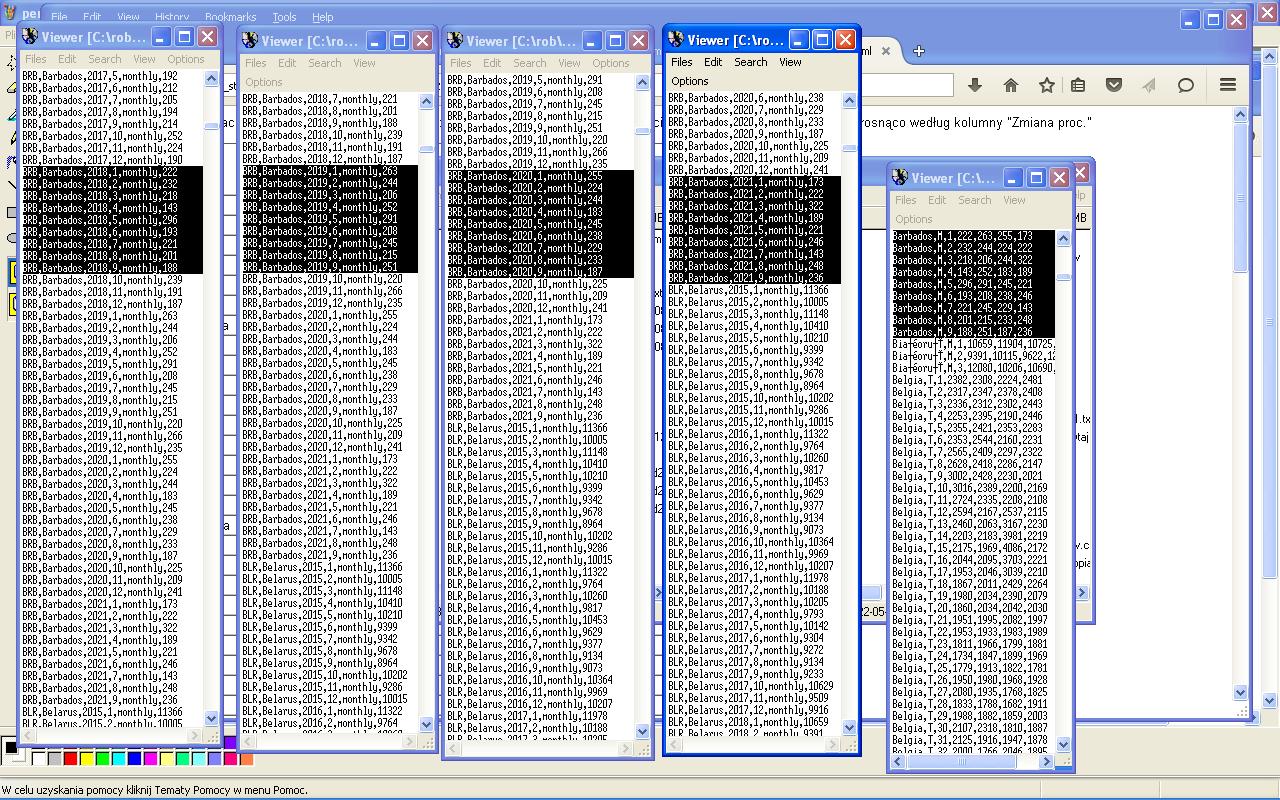 File Edit View History Bookmarks Tools Help
rosnąco według kolumny "Zmiana proc."
Viewer [C:\rob...
Files Edit Search View Options
BRB,Barbados,2017,5,monthly,192
BRB,Barbados,2017,6,monthly,212
BRB,Barbados,2017,7,monthly,205
BRB,Barbados,2017,8,monthly,194
BRB,Barbados,2017,9,monthly,214
BRB,Barbados,2017,10,monthly,252
BRB,Barbados,2017,11,monthly,224
BRB,Barbados,2017,12,monthly,190
BRB,Barbados,2018,1,monthly,222
BRB,Barbados,2018,2,monthly,232
BRB,Barbados,2018,3,monthly,218
BRB,Barbados,2018,4,monthly,143
BRB,Barbados,2018,5,monthly,296
BRB,Barbados,2018,6,monthly,193
BRB,Barbados,2018,7,monthly,221
BRB,Barbados,2018,8,monthly,201
BRB,Barbados,2018,9,monthly,188
BRB,Barbados,2018,10,monthly,239
BRB,Barbados,2018,11,monthly,191
BRB,Barbados,2018,12,monthly,187
BRB,Barbados,2019,1,monthly,263
BRB,Barbados,2019,2,monthly,244
BRB,Barbados,2019,3,monthly,206
BRB,Barbados,2019,4,monthly,252
BRB,Barbados,2019,5,monthly,291
BRB,Barbados,2019,6,monthly,208
BRB,Barbados,2019,7,monthly,245
BRB,Barbados,2019,8,monthly,215
BRB,Barbados,2019,9,monthly,251
BRB,Barbados,2019,10,monthly,220
BRB,Barbados,2019,11,monthly,266
BRB,Barbados,2019,12,monthly,235
BRB,Barbados,2020,1,monthly,255
BRB,Barbados,2020,2,monthly,224
BRB,Barbados,2020,3,monthly,244
BRB,Barbados,2020,4,monthly,183
BRB,Barbados,2020,5,monthly,245
BRB,Barbados,2020,6,monthly,238
BRB,Barbados,2020,7,monthly,229
BRB,Barbados,2020,8,monthly,233
BRB,Barbados,2020,9,monthly,187
BRB,Barbados,2020,10,monthly,225
BRB,Barbados,2020,11,monthly,209
BRB,Barbados,2020,12,monthly,241
BRB,Barbados,2021,1,monthly,173
BRB,Barbados,2021,2,monthly,222
BRB,Barbados,2021,3,monthly,322
BRB,Barbados,2021,4,monthly,189
BRB,Barbados,2021,5,monthly,221
BRB,Barbados,2021,6,monthly,246
BRB,Barbados,2021,7,monthly,143
BRB,Barbados,2021,8,monthly,248
BRB,Barbados,2021,9,monthly,236
BLR,Belarus,2015,1,monthly,11366
BLR,Belarus,2015,2,monthly,10005
Viewer [C:\ro...
Files Edit Search View
Options
BRB,Barbados,2018,7,monthly,221
BRB,Barbados,2018,8,monthly,201
BRB,Barbados,2018,9,monthly,188
BRB,Barbados,2018,10,monthly,239
BRB,Barbados,2018,11,monthly,191
BRB,Barbados,2018,12,monthly,187
BRB,Barbados,2019,1,monthly,263
BRB,Barbados,2019,2,monthly,244
BRB,Barbados,2019,3,monthly,206
BRB,Barbados,2019,4,monthly,252
BRB,Barbados,2019,5,monthly,291
BRB,Barbados,2019,6,monthly,208
BRB,Barbados,2019,7,monthly,245
BRB,Barbados,2019,8,monthly,215
BRB,Barbados,2019,9,monthly,251
BRB,Barbados,2019,10,monthly,220
BRB,Barbados,2019,11,monthly,266
BRB,Barbados,2019,12,monthly,235
BRB,Barbados,2020,1,monthly,255
BRB,Barbados,2020,2,monthly,224
BRB,Barbados,2020,3,monthly,244
BRB,Barbados,2020,4,monthly,183
BRB,Barbados,2020,5,monthly,245
BRB,Barbados,2020,6,monthly,238
BRB,Barbados,2020,7,monthly,229
BRB,Barbados,2020,8,monthly,233
BRB,Barbados,2020,9,monthly,187
BRB,Barbados,2020,10,monthly,225
BRB,Barbados,2020,11,monthly,209
BRB,Barbados,2020,12,monthly,241
BRB,Barbados,2021,1,monthly,173
BRB,Barbados,2021,2,monthly,222
BRB,Barbados,2021,3,monthly,322
BRB,Barbados,2021,4,monthly,189
BRB,Barbados,2021,5,monthly,221
BRB,Barbados,2021,6,monthly,246
BRB,Barbados,2021,7,monthly,143
BRB,Barbados,2021,8,monthly,248
BRB,Barbados,2021,9,monthly,236
BLR,Belarus,2015,1,monthly,11366
BLR,Belarus,2015,2,monthly,10005
BLR,Belarus,2015,3,monthly,11148
BLR,Belarus,2015,4,monthly,10410
BLR,Belarus,2015,5,monthly,10210
BLR,Belarus,2015,6,monthly,9399
BLR,Belarus,2015,7,monthly,9342
BLR,Belarus,2015,8,monthly,9678
BLR,Belarus,2015,9,monthly,8964
BLR,Belarus,2015,10,monthly,10202
BLR,Belarus,2015,11,monthly,9286
BLR,Belarus,2015,12,monthly,10015
BLR,Belarus,2016,1,monthly,11322
BLR,Belarus,2016,2,monthly,9764
Viewer [C:\rob\...
Files Edit Search View Options
BRB,Barbados,2019,5,monthly,291
BRB,Barbados,2019,6,monthly,208
BRB,Barbados,2019,7,monthly,245
BRB,Barbados,2019,8,monthly,215
BRB,Barbados,2019,9,monthly,251
BRB,Barbados,2019,10,monthly,220
BRB,Barbados,2019,11,monthly,266
BRB,Barbados,2019,12,monthly,235
BRB,Barbados,2020,1,monthly,255
BRB,Barbados,2020,2,monthly,224
BRB,Barbados,2020,3,monthly,244
BRB,Barbados,2020,4,monthly,183
BRB,Barbados,2020,5,monthly,245
BRB,Barbados,2020,6,monthly,238
BRB,Barbados,2020,7,monthly,229
BRB,Barbados,2020,8,monthly,233
BRB,Barbados,2020,9,monthly,187
BRB,Barbados,2020,10,monthly,225
BRB,Barbados,2020,11,monthly,209
BRB,Barbados,2020,12,monthly,241
BRB,Barbados,2021,1,monthly,173
BRB,Barbados,2021,2,monthly,222
BRB,Barbados,2021,3,monthly,322
BRB,Barbados,2021,4,monthly,189
BRB,Barbados,2021,5,monthly,221
BRB,Barbados,2021,6,monthly,246
BRB,Barbados,2021,7,monthly,143
BRB,Barbados,2021,8,monthly,248
BRB,Barbados,2021,9,monthly,236
BLR,Belarus,2015,1,monthly,11366
BLR,Belarus,2015,2,monthly,10005
BLR,Belarus,2015,3,monthly,11148
BLR,Belarus,2015,4,monthly,10410
BLR,Belarus,2015,5,monthly,10210
BLR,Belarus,2015,6,monthly,9399
BLR,Belarus,2015,7,monthly,9342
BLR,Belarus,2015,8,monthly,9678
BLR,Belarus,2015,9,monthly,8964
BLR,Belarus,2015,10,monthly,10202
BLR,Belarus,2015,11,monthly,9286
BLR,Belarus,2015,12,monthly,10015
BLR,Belarus,2016,1,monthly,11322
BLR,Belarus,2016,2,monthly,9764
BLR,Belarus,2016,3,monthly,10260
BLR,Belarus,2016,4,monthly,9817
BLR,Belarus,2016,5,monthly,10453
BLR,Belarus,2016,6,monthly,9629
BLR,Belarus,2016,7,monthly,9377
BLR,Belarus,2016,8,monthly,9134
BLR,Belarus,2016,9,monthly,9073
BLR,Belarus,2016,10,monthly,10364
BLR,Belarus,2016,11,monthly,9969
BLR,Belarus,2016,12,monthly,10207
BLR,Belarus,2017,1,monthly,11978
BLR,Belarus,2017,2,monthly,10188
BLR,Belarus,2017,3,monthly,10205
Viewer [C:\ro...
Files Edit Search View
Options
BRB,Barbados,2020,6,monthly,238
BRB,Barbados,2020,7,monthly,229
BRB,Barbados,2020,8,monthly,233
BRB,Barbados,2020,9,monthly,187
BRB,Barbados,2020,10,monthly,225
BRB,Barbados,2020,11,monthly,209
BRB,Barbados,2020,12,monthly,241
BRB,Barbados,2021,1,monthly,173
BRB,Barbados,2021,2,monthly,222
BRB,Barbados,2021,3,monthly,322
BRB,Barbados,2021,4,monthly,189
BRB,Barbados,2021,5,monthly,221
BRB,Barbados,2021,6,monthly,246
BRB,Barbados,2021,7,monthly,143
BRB,Barbados,2021,8,monthly,248
BRB,Barbados,2021,9,monthly,236
BLR,Belarus,2015,1,monthly,11366
BLR,Belarus,2015,2,monthly,10005
BLR,Belarus,2015,3,monthly,11148
BLR,Belarus,2015,4,monthly,10410
BLR,Belarus,2015,5,monthly,10210
BLR,Belarus,2015,6,monthly,9399
BLR,Belarus,2015,7,monthly,9342
BLR,Belarus,2015,8,monthly,9678
BLR,Belarus,2015,9,monthly,8964
BLR,Belarus,2015,10,monthly,10202
BLR,Belarus,2015,11,monthly,9286
BLR,Belarus,2015,12,monthly,10015
BLR,Belarus,2016,1,monthly,11322
BLR,Belarus,2016,2,monthly,9764
BLR,Belarus,2016,3,monthly,10260
BLR,Belarus,2016,4,monthly,9817
BLR,Belarus,2016,5,monthly,10453
BLR,Belarus,2016,6,monthly,9629
BLR,Belarus,2016,7,monthly,9377
BLR,Belarus,2016,8,monthly,9134
BLR,Belarus,2016,9,monthly,9073
BLR,Belarus,2016,10,monthly,10364
BLR,Belarus,2016,11,monthly,9969
BLR,Belarus,2016,12,monthly,10207
BLR,Belarus,2017,1,monthly,11978
BLR,Belarus,2017,2,monthly,10188
BLR,Belarus,2017,3,monthly,10205
BLR,Belarus,2017,4,monthly,9793
BLR,Belarus,2017,5,monthly,10142
BLR,Belarus,2017,6,monthly,9304
BLR,Belarus,2017,7,monthly,9272
BLR,Belarus,2017,8,monthly,9134
BLR,Belarus,2017,9,monthly,9233
BLR,Belarus,2017,10,monthly,10629
BLR,Belarus,2017,11,monthly,9509
BLR,Belarus,2017,12,monthly,9916
BLR,Belarus,2018,1,monthly,10659
BLR,Belarus,2018,2,monthly,9391
Viewer [C:\...
Files Edit Search View
Options
Barbados,M,1,222,263,255,173
Barbados,M,2,232,244,224,222
Barbados,M,3,218,206,244,322
Barbados,M,4,143,252,183,189
Barbados,M,5,296,291,245,221
Barbados,M,6,193,208,238,246
Barbados,M,7,221,245,229,143
Barbados,M,8,201,215,233,248
Barbados,M,9,188,251,187,236
Belgia,T,1,2382,2308,2224,2481
Belgia,T,2,2317,2347,2378,2408
Belgia,T,3,2336,2312,2302,2443
Belgia,T,4,2253,2395,2190,2446
Belgia,T,5,2355,2421,2353,2283
Belgia,T,6,2353,2544,2160,2231
Belgia,T,7,2565,2409,2297,2322
Belgia,T,8,2628,2418,2286,2147
Belgia,T,9,3002,2428,2230,2021
Belgia,T,10,3016,2389,2200,2169
Belgia,T,11,2724,2335,2208,2108
Belgia,T,12,2594,2167,2537,2115
Belgia,T,13,2460,2063,3167,2230
Belgia,T,14,2203,2183,3981,2219
Belgia,T,15,2175,1969,4086,2172
Belgia,T,16,2044,2095,3703,2221
Belgia,T,17,1953,2046,3039,2210
Belgia,T,18,1867,2011,2429,2264
Belgia,T,19,1980,2034,2390,2079
Belgia,T,20,1860,2034,2042,2030
Belgia,T,21,1951,1995,2082,1997
Belgia,T,22,1953,1933,1983,1989
Belgia,T,23,1811,1966,1799,1881
Belgia,T,24,1734,1847,1899,1969
Belgia,T,25,1779,1913,1822,1781
Belgia,T,26,1950,1980,1968,1928
Belgia,T,27,2088,1935,1768,1825
Belgia,T,28,1833,1788,1682,1911
Belgia,T,29,1802,1862,1859,2003
Belgia,T,30,2107,2318,1810,1887
Belgia,T,31,2125,1916,1947,1878
Belgia,T,32,2000,1766,2046,1895
W celu uzyskania pomocy kliknij Tematy Pomocy w menu Pomoc.